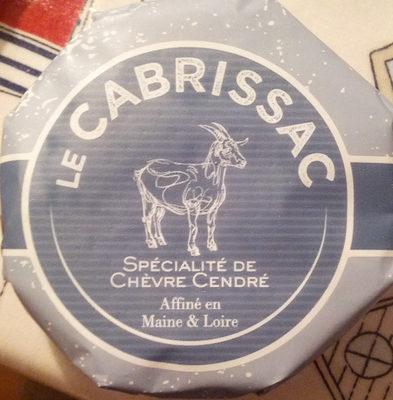 LE CABRISSAC
SPÉCIALITÉ DE
CHÈVRE CENDRÉ
Affiné en
Maine & Loire